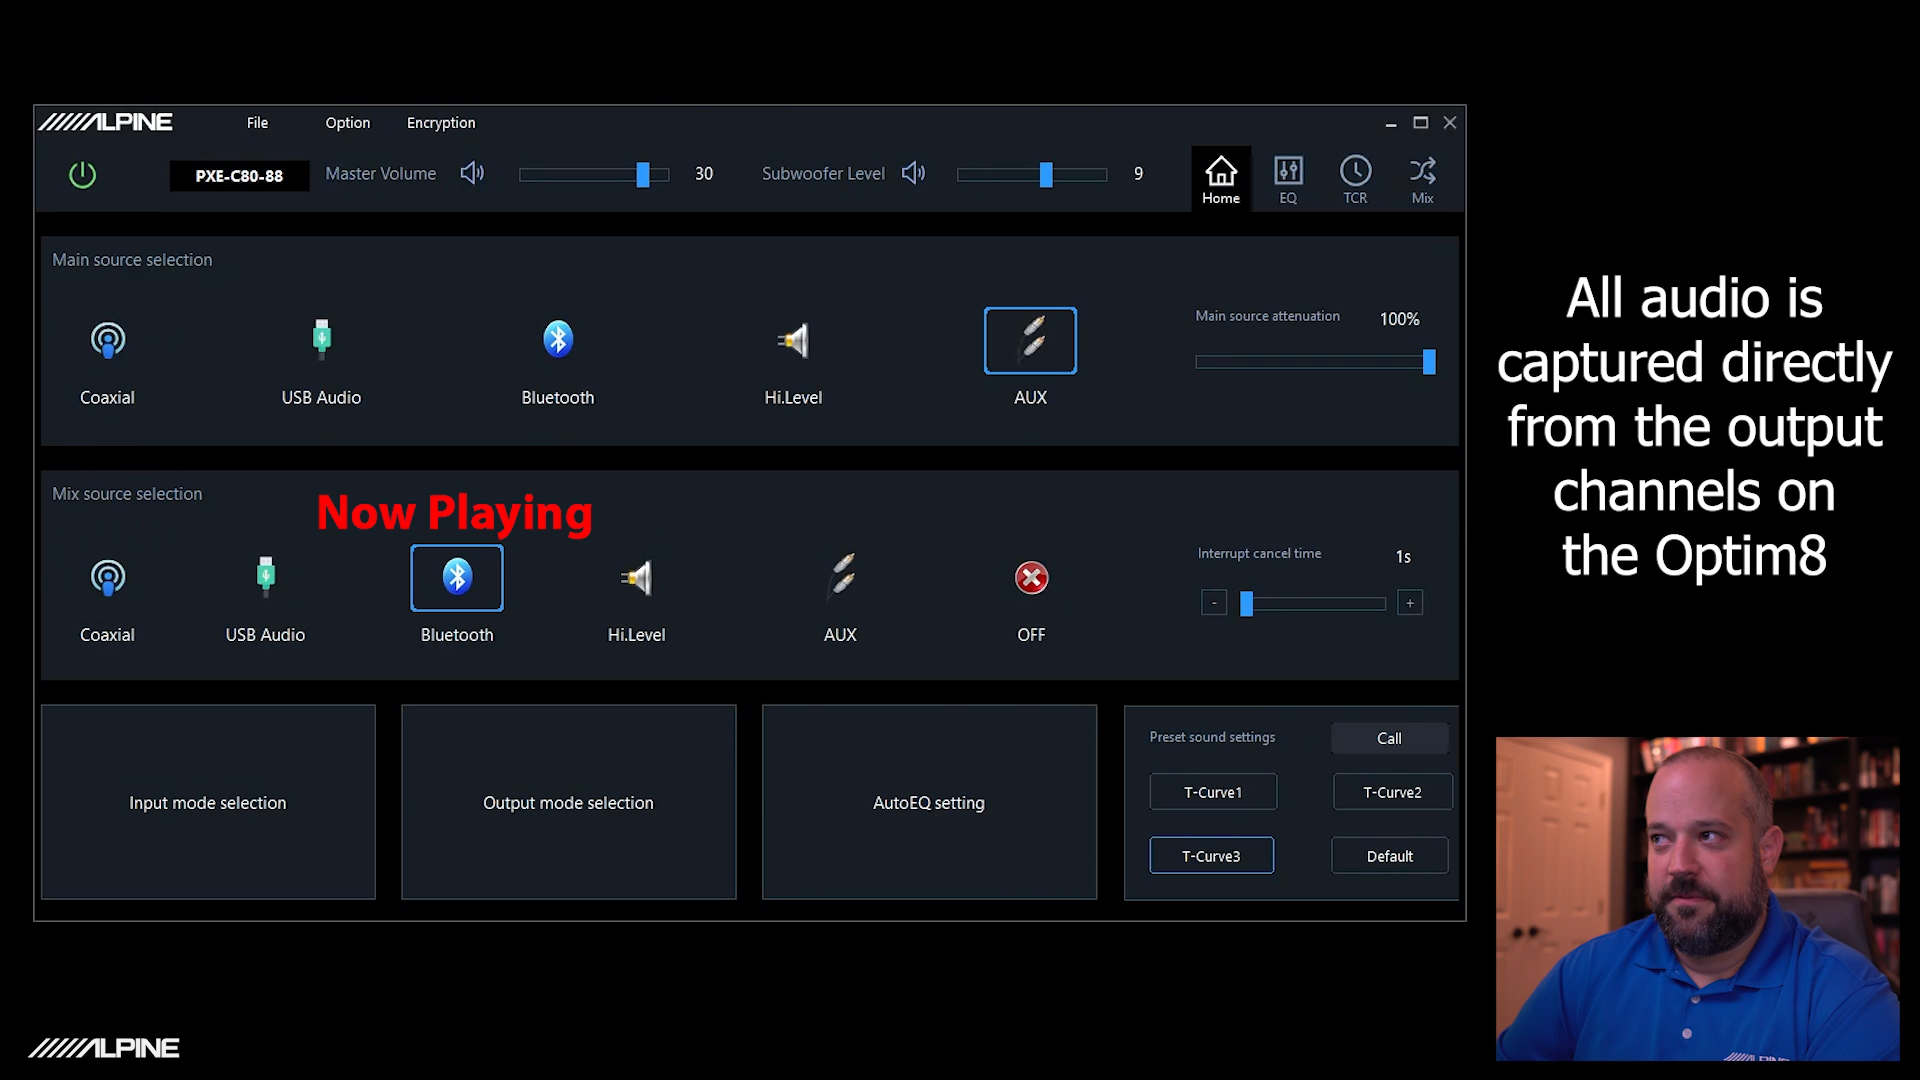 ALPINE
File
Option
Encryption
PXE-C80-88
Master Volume
30
Subwoofer Level
9
Home
EQ
TCR
Mix
Main source selection
Coaxial
USB Audio
Bluetooth
Hi.Level
AUX
Main source attenuation
100%
Mix source selection
Now Playing
Coaxial
USB Audio
Bluetooth
Hi.Level
AUX
OFF
Interrupt cancel time
1s
-
+
Input mode selection
Output mode selection
AutoEQ setting
Preset sound settings
Call
T-Curve1
T-Curve2
T-Curve3
Default
All audio is
captured directly
from the output
channels on
the Optim8
ALPINE
ALPINE